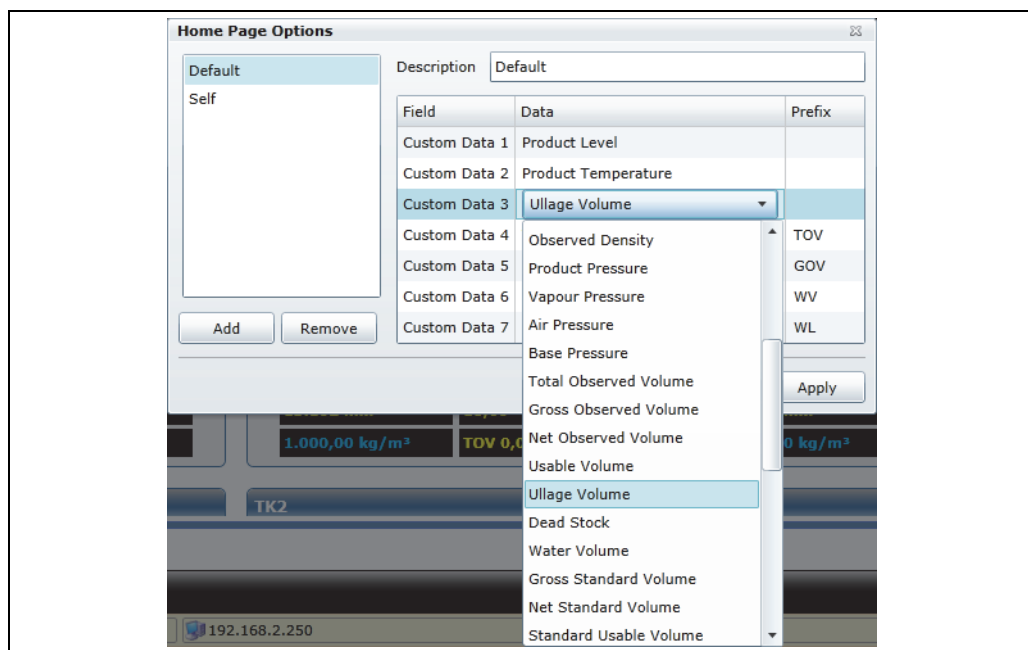 Home Page Options
Default
Self
Description Default
Field Data Prefix
Custom Data 1 Product Level
Custom Data 2 Product Temperature
Custom Data 3 Ullage Volume
Custom Data 4 TOV
Custom Data 5 GOV
Custom Data 6 WV
Custom Data 7 WL
Observed Density
Product Pressure
Vapour Pressure
Air Pressure
Base Pressure
Total Observed Volume
Gross Observed Volume
Net Observed Volume
Usable Volume
Ullage Volume
Dead Stock
Water Volume
Gross Standard Volume
Net Standard Volume
Standard Usable Volume
Add Remove
Apply
1.000,00 kg/m³ TOV 0,0 kg/m³
TK2
192.168.2.250